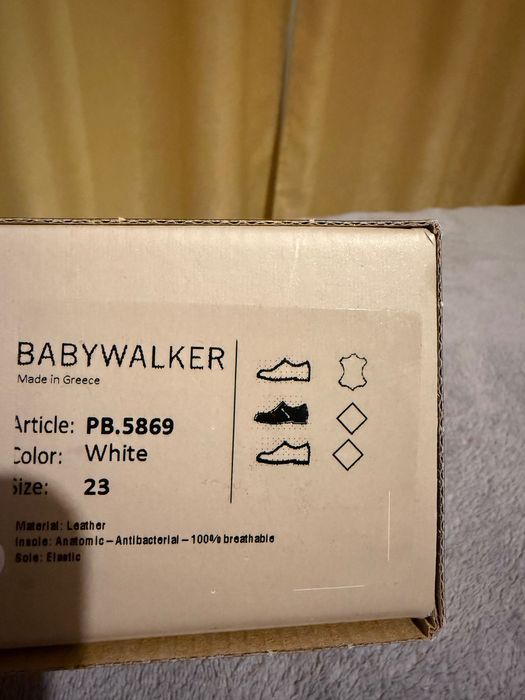 BABYWALKER
Made in Greece
Article: PB.5869
Color: White
Size: 23
Material: Leather
Insole: Anatomic – Antibacterial – 100% breathable
Sole: Elastic